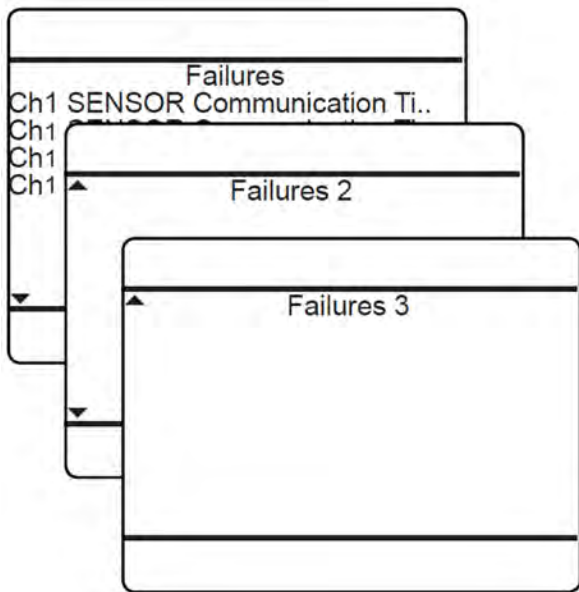 Failures
Ch1 SENSOR Communication Ti..
Ch1
Ch1
Ch1
Failures 2
Failures 3